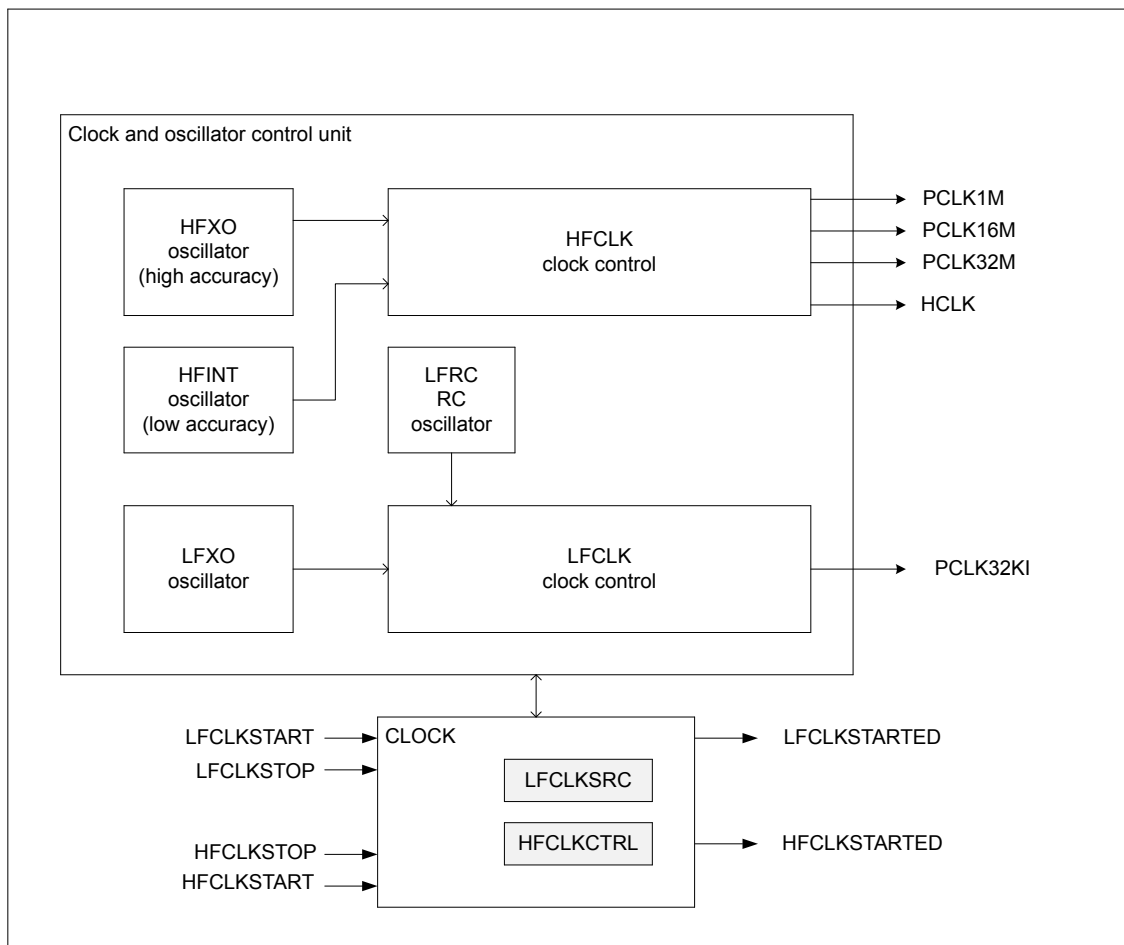 Clock and oscillator control unit
HFXO
oscillator
(high accuracy)
HFCLK
clock control
PCLK1M
PCLK16M
PCLK32M
HCLK
HFINT
oscillator
(low accuracy)
LFRC
RC
oscillator
LFXO
oscillator
LFCLK
clock control
PCLK32KI
LFCLKSTART
LFCLKSTOP
HFCLKSTOP
HFCLKSTART
CLOCK
LFCLKSRC
HFCLKCTRL
LFCLKSTARTED
HFCLKSTARTED